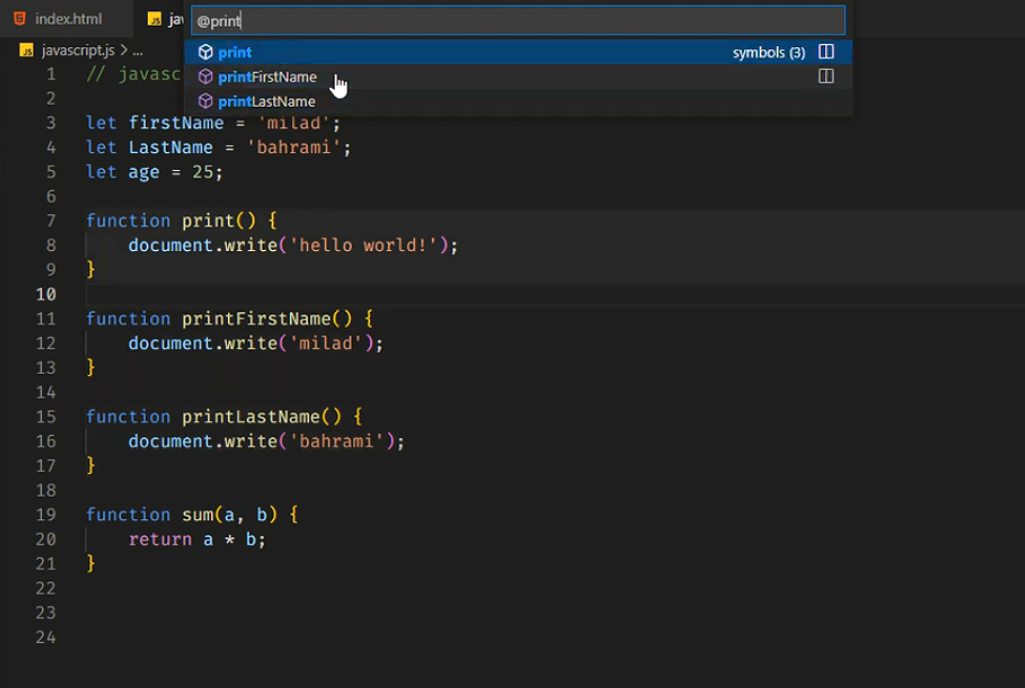 index.html
JS
@print
JS javascript.js > ...
print symbols (3)
printFirstName
printLastName
1 // javasc
2
3 let firstName = 'milad';
4 let LastName = 'bahrami';
5 let age = 25;
6
7 function print() {
8 document.write('hello world!');
9 }
10
11 function printFirstName() {
12 document.write('milad');
13 }
14
15 function printLastName() {
16 document.write('bahrami');
17 }
18
19 function sum(a, b) {
20 return a * b;
21 }
22
23
24